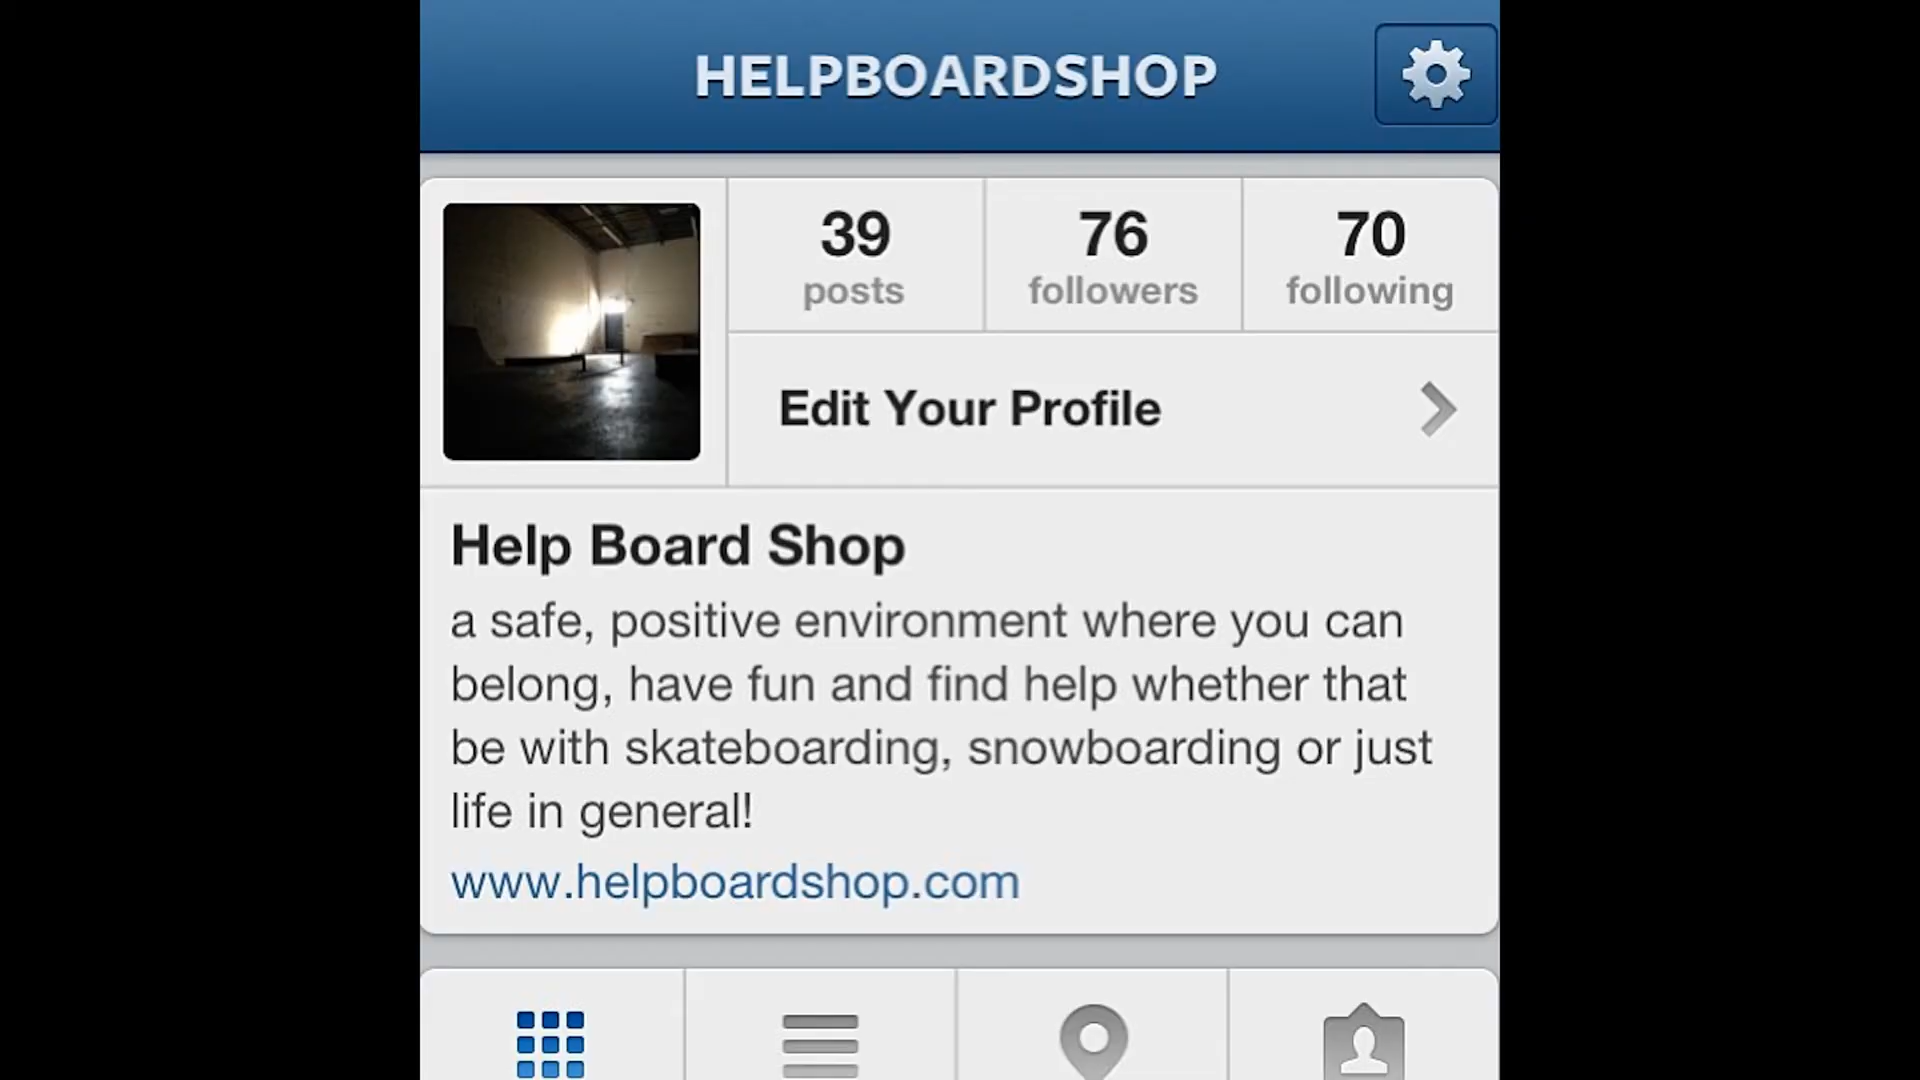 HELPBOARDSHOP
39
posts
76
followers
70
following
Edit Your Profile
Help Board Shop
a safe, positive environment where you can
belong, have fun and find help whether that
be with skateboarding, snowboarding or just
life in general!
www.helpboardshop.com